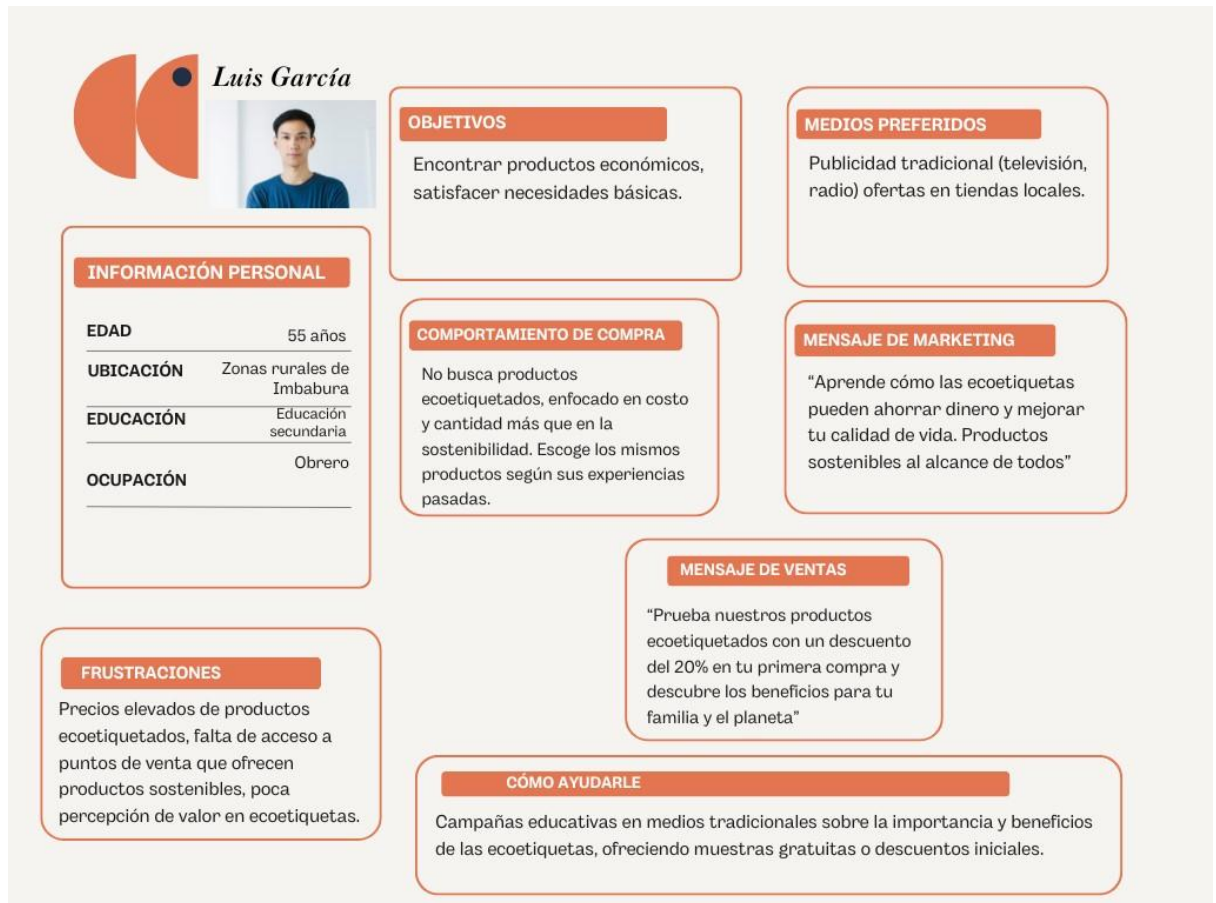 Luis García
INFORMACIÓN PERSONAL
EDAD
55 años
UBICACIÓN
Zonas rurales de
Imbabura
EDUCACIÓN
Educación
secundaria
OCUPACIÓN
Obrero
FRUSTRACIONES
Precios elevados de productos
ecoetiquetados, falta de acceso a
puntos de venta que ofrecen
productos sostenibles, poca
percepción de valor en ecoetiquetas.
OBJETIVOS
Encontrar productos económicos,
satisfacer necesidades básicas.
COMPORTAMIENTO DE COMPRA
No busca productos
ecoetiquetados, enfocado en costo
y cantidad más que en la
sostenibilidad. Escoge los mismos
productos según sus experiencias
pasadas.
MEDIOS PREFERIDOS
Publicidad tradicional (televisión,
radio) ofertas en tiendas locales.
MENSAJE DE MARKETING
“Aprende cómo las ecoetiquetas
pueden ahorrar dinero y mejorar
tu calidad de vida. Productos
sostenibles al alcance de todos”
MENSAJE DE VENTAS
“Prueba nuestros productos
ecoetiquetados con un descuento
del 20% en tu primera compra y
descubre los beneficios para tu
familia y el planeta”
CÓMO AYUDARLE
Campañas educativas en medios tradicionales sobre la importancia y beneficios
de las ecoetiquetas, ofreciendo muestras gratuitas o descuentos iniciales.